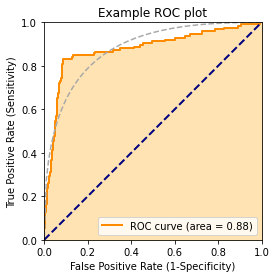 Example ROC plot
True Positive Rate (Sensitivity)
1.0
0.8
0.6
0.4
0.2
0.0
ROC curve (area = 0.88)
0.0 0.2 0.4 0.6 0.8 1.0
False Positive Rate (1-Specificity)